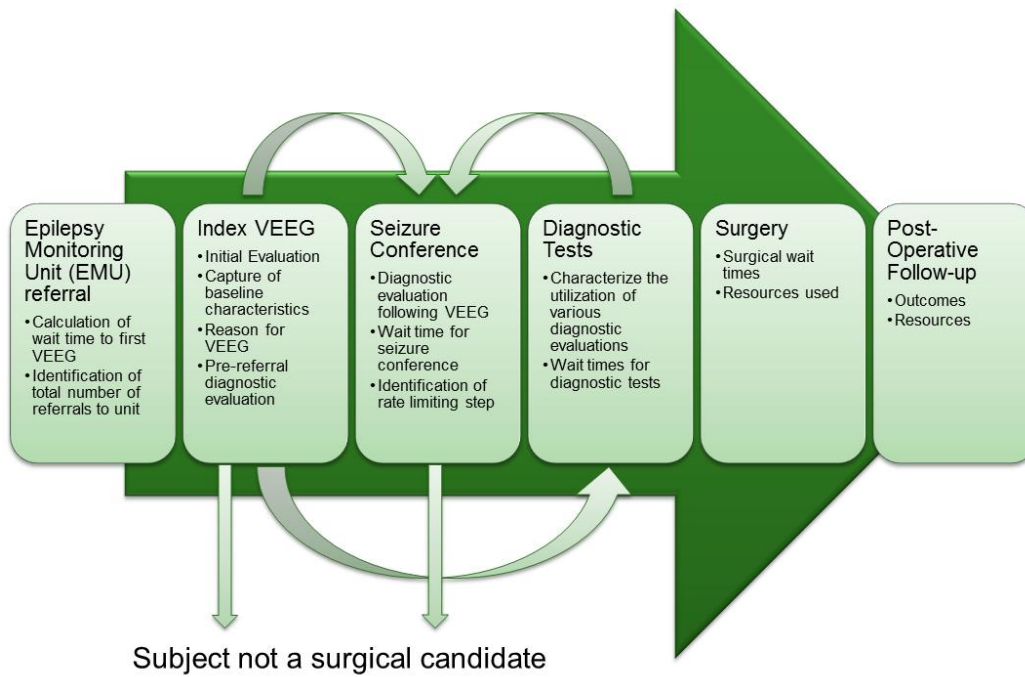 Epilepsy
Monitoring
Unit (EMU)
referral
•Calculation of
wait time to first
VEEG
•Identification of
total number of
referrals to unit
Index VEEG
•Initial Evaluation
•Capture of
baseline
characteristics
•Reason for
VEEG
•Pre-referral
diagnostic
evaluation
Seizure
Conference
•Diagnostic
evaluation
following VEEG
•Wait time for
seizure
conference
•Identification of
rate limiting step
Diagnostic
Tests
•Characterize the
utilization of
various
diagnostic
evaluations
•Wait times for
diagnostic tests
Surgery
•Surgical wait
times
•Resources used
Post-
Operative
Follow-up
•Outcomes
•Resources
Subject not a surgical candidate